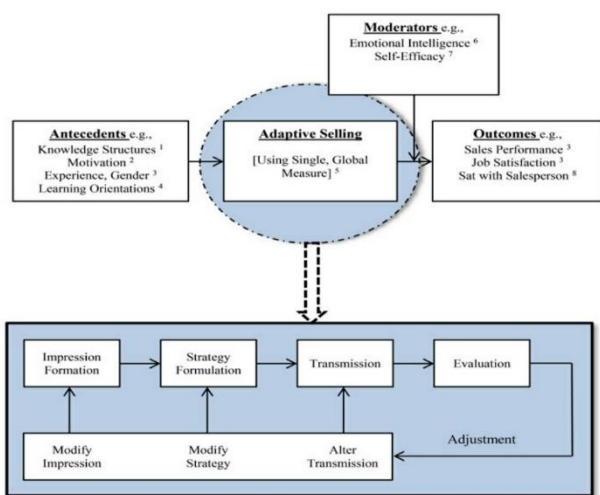 Moderators e.g.,
Emotional Intelligence 6
Self-Efficacy 7
Antecedents e.g.,
Knowledge Structures 1
Motivation 2
Experience, Gender 3
Learning Orientations 4
Adaptive Selling
[Using Single, Global
Measure] 5
Outcomes e.g.,
Sales Performance 3
Job Satisfaction 3
Sat with Salesperson 8
Impression
Formation
Strategy
Formulation
Transmission
Evaluation
Modify
Impression
Modify
Strategy
Alter
Transmission
Adjustment